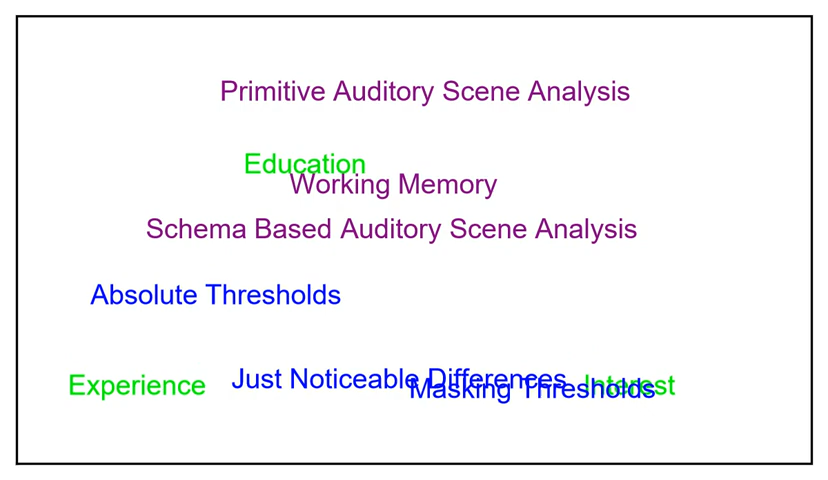 Primitive Auditory Scene Analysis
Education
Working Memory
Schema Based Auditory Scene Analysis
Absolute Thresholds
Experience
Just Noticeable Differences
Masking Thresholds
Interest